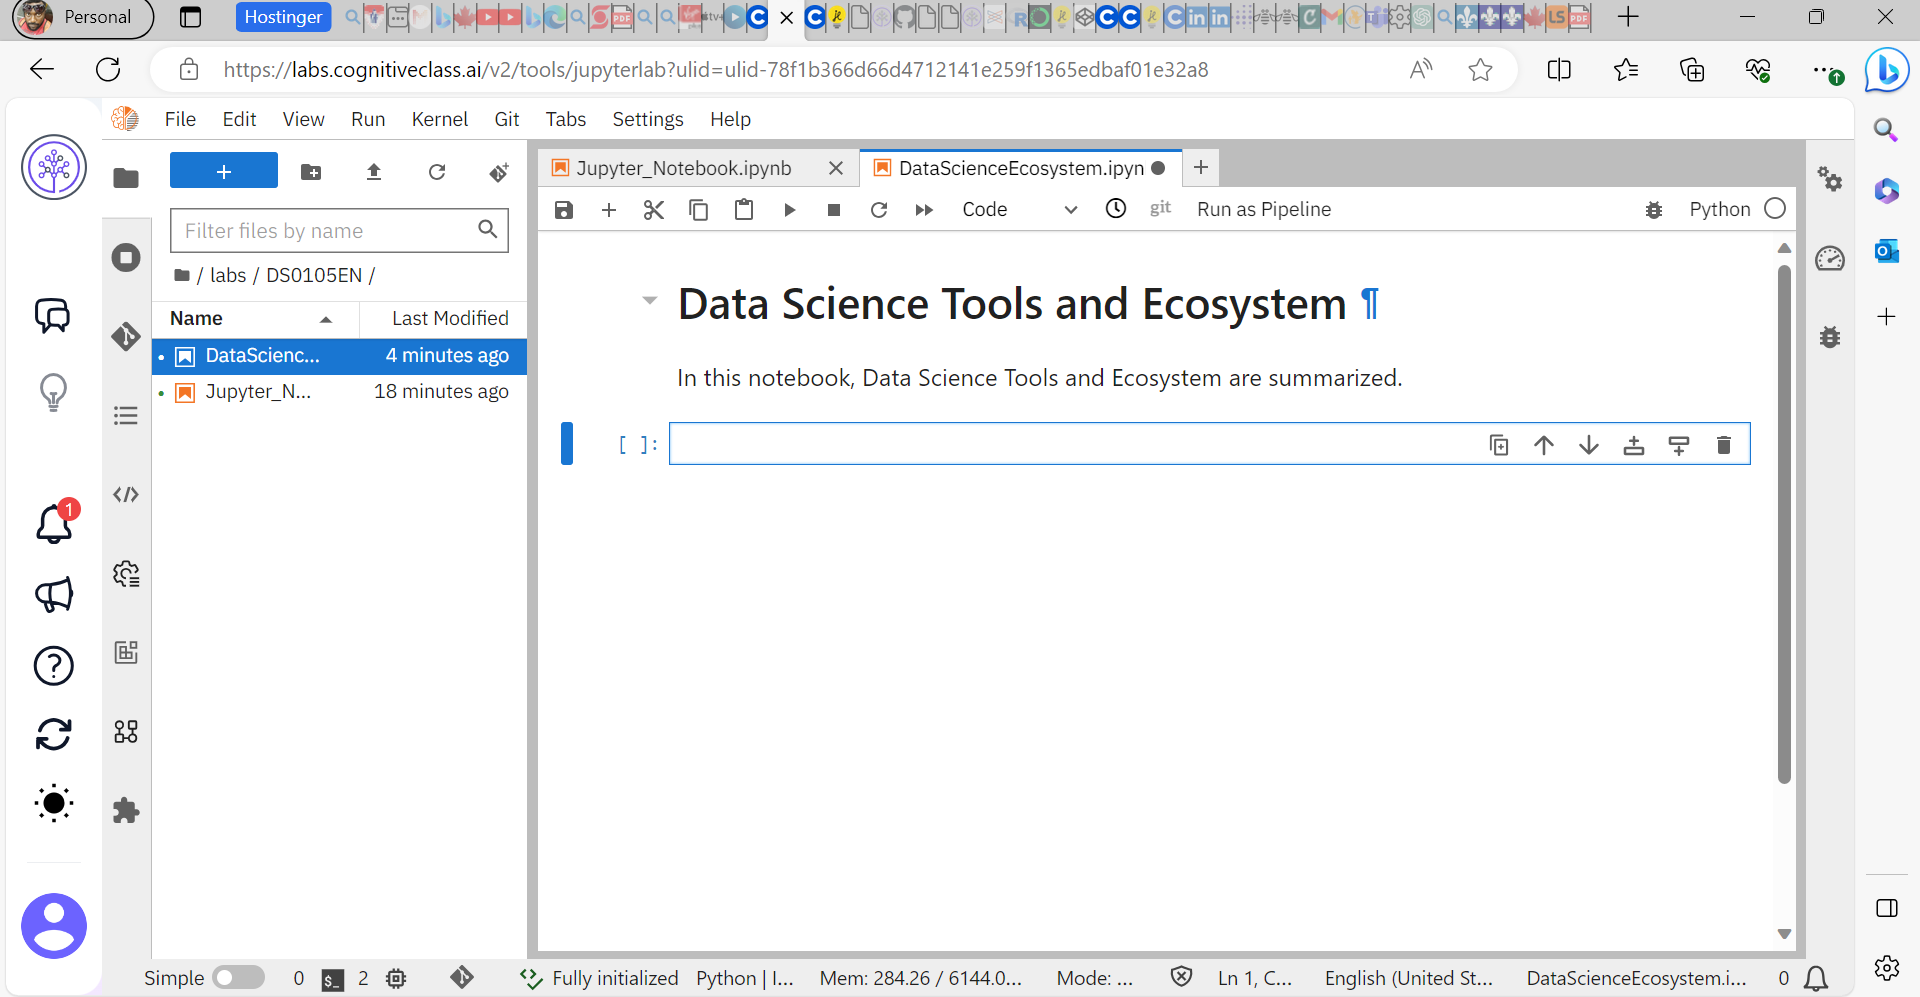 Personal
Hostinger
https://labs.cognitiveclass.ai/v2/tools/jupyterlab?ulid=ulid-78f1b366d66d4712141e259f1365edbaf01e32a8
File Edit View Run Kernel Git Tabs Settings Help
Jupyter_Notebook.ipynb
DataScienceEcosystem.ipyn
Code
git
Run as Pipeline
Python
Filter files by name
/ labs / DS0105EN /
Name
Last Modified
DataScienc...
4 minutes ago
Jupyter_N...
18 minutes ago
Data Science Tools and Ecosystem ¶
In this notebook, Data Science Tools and Ecosystem are summarized.
[ ]:
1
Simple
0
2
Fully initialized
Python | I...
Mem: 284.26 / 6144.0...
Mode: ...
Ln 1, C...
English (United St...
DataScienceEcosystem.i...
0